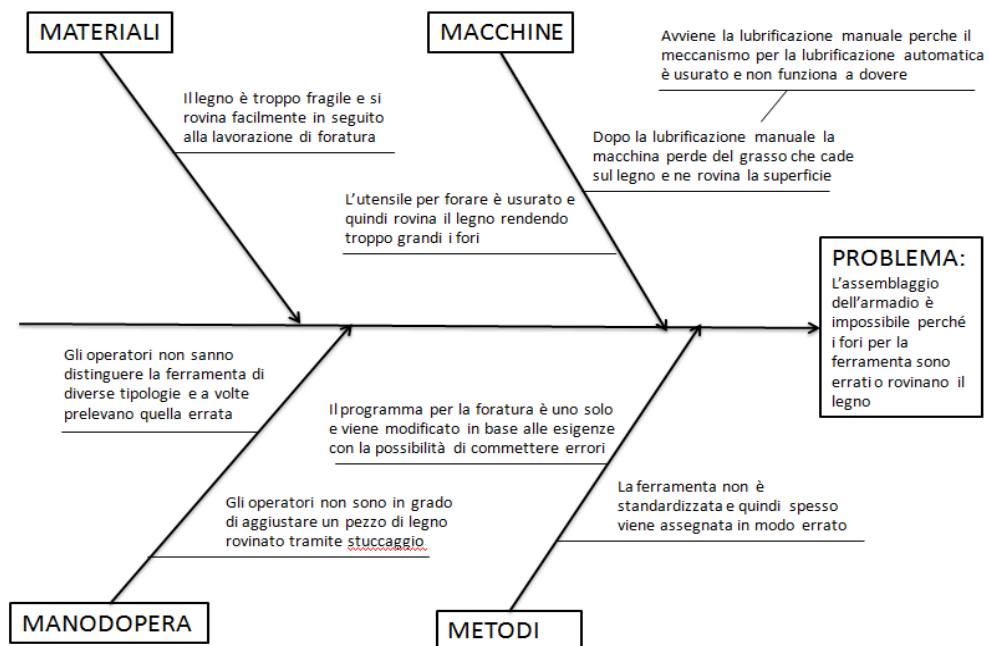 MATERIALI
Il legno è troppo fragile e si
rovina facilmente in seguito
alla lavorazione di foratura
MACCHINE
Avviene la lubrificazione manuale perche il
meccanismo per la lubrificazione automatica
è usurato e non funziona a dovere
Dopo la lubrificazione manuale la
macchina perde del grasso che cade
sul legno e ne rovina la superficie
L'utensile per forare è usurato e
quindi rovina il legno rendendo
troppo grandi i fori
PROBLEMA:
L'assemblaggio
dell'armadio è
impossibile perché
i fori per la
ferramenta sono
errati o rovinano il
legno
Gli operatori non sanno
distinguere la ferramenta di
diverse tipologie e a volte
prelevano quella errata
Gli operatori non sono in grado
di aggiustare un pezzo di legno
rovinato tramite stuccaggio
MANODOPERA
Il programma per la foratura è uno solo
e viene modificato in base alle esigenze
con la possibilità di commettere errori
La ferramenta non è
standardizzata e quindi spesso
viene assegnata in modo errato
METODI